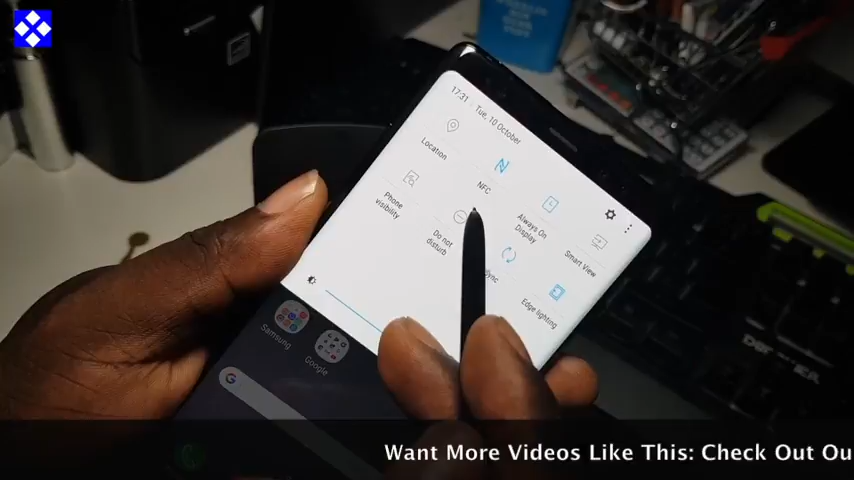 17:31
Tue, 10 October
Location
NFC
Always On
Display
Smart View
Phone
visibility
Do not
disturb
Edge lighting
Samsung
Google
Want More Videos Like This: Check Out Ou